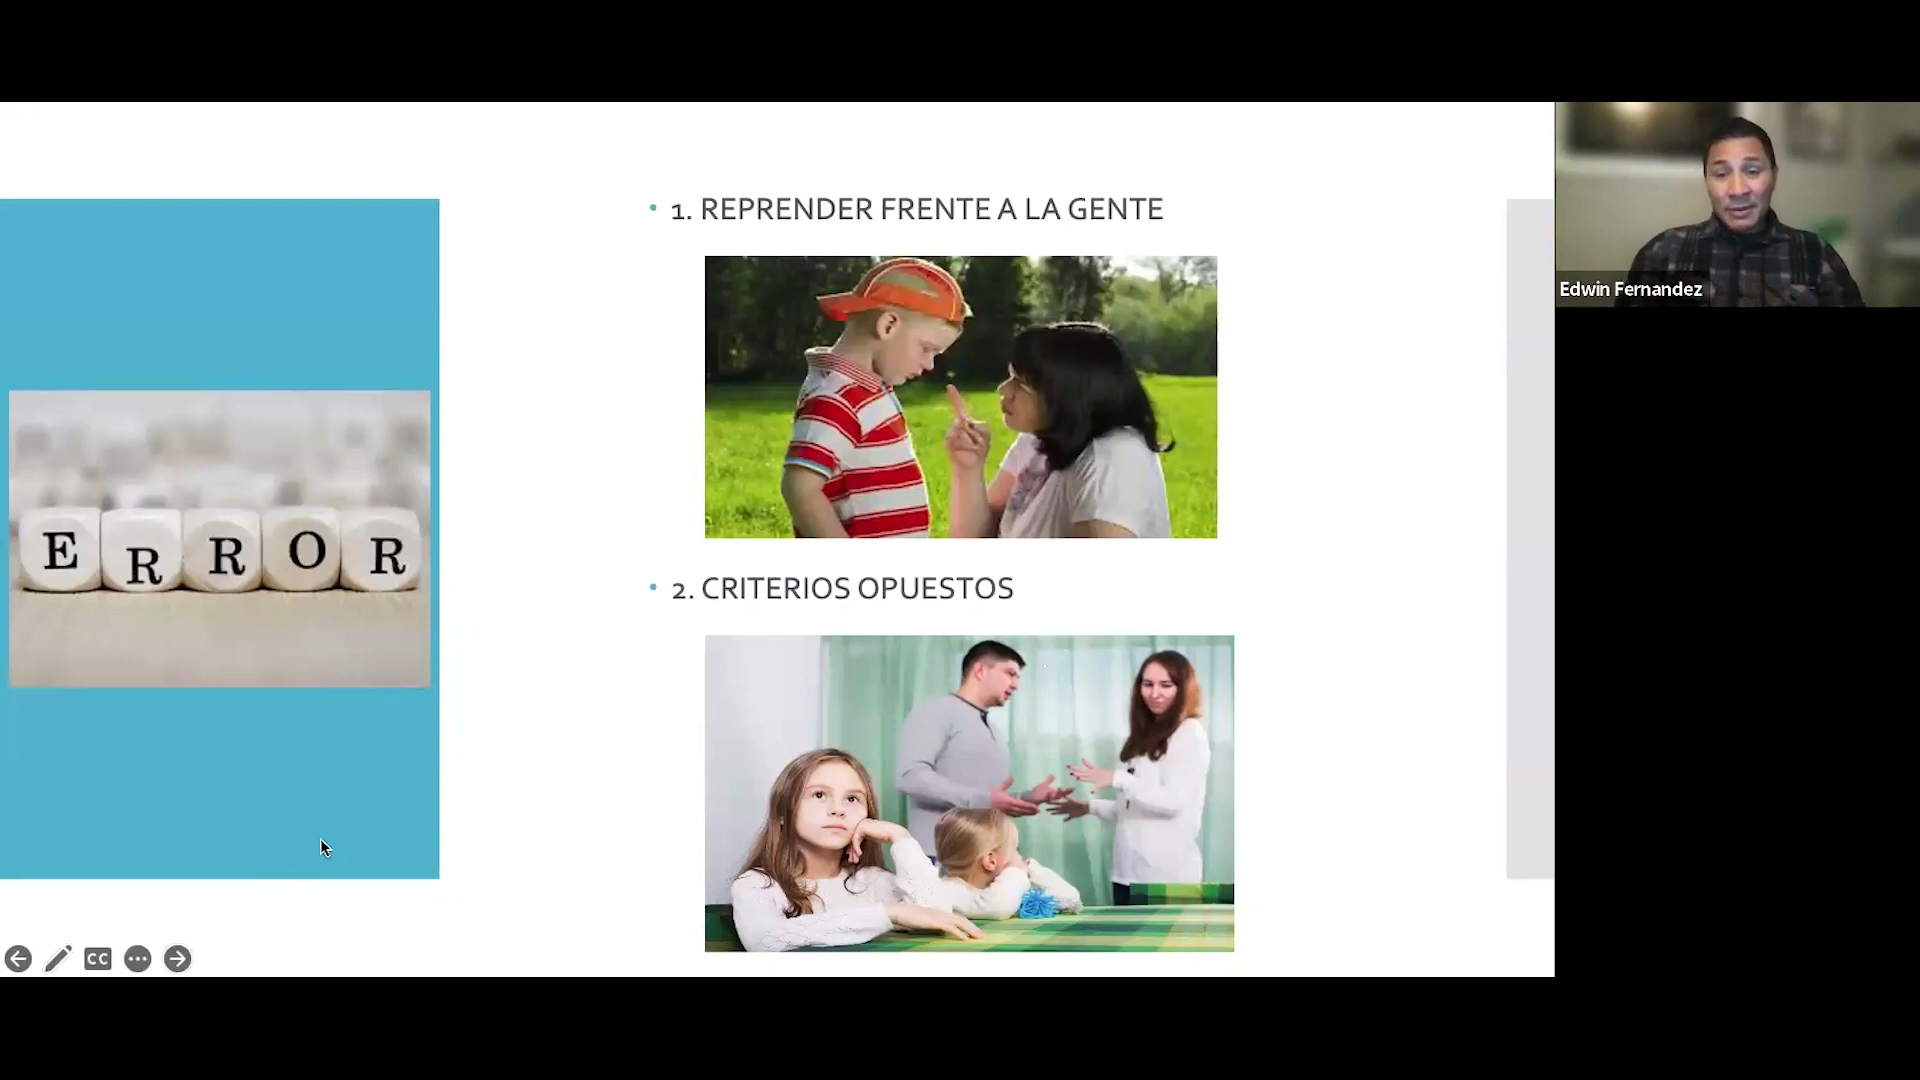 1. REPRENDER FRENTE A LA GENTE
ERROR
2. CRITERIOS OPUESTOS
Edwin Fernandez
CC